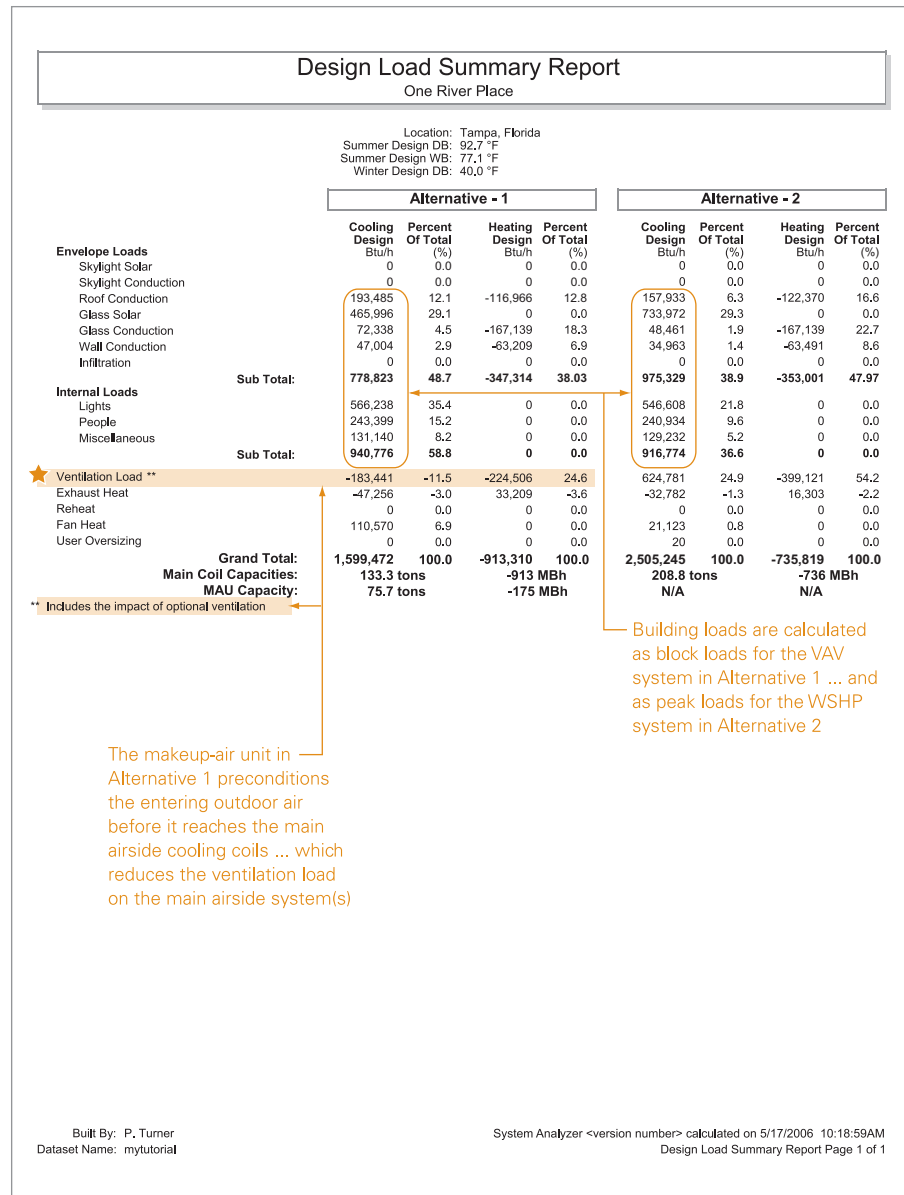 Design Load Summary Report
One River Place
Location: Tampa, Florida
Summer Design DB: 92.7 °F
Summer Design WB: 77.1 °F
Winter Design DB: 40.0 °F
Alternative - 1 Alternative - 2
Cooling Percent Heating Percent Cooling Percent Heating Percent
Design Of Total Design Of Total Design Of Total Design Of Total
Envelope Loads Btu/h (%) Btu/h (%) Btu/h (%) Btu/h (%)
Skylight Solar 0 0.0 0 0.0 0 0.0 0 0.0
Skylight Conduction 0 0.0 0 0.0 0 0.0 0 0.0
Roof Conduction 193,485 12.1 -116,966 12.8 157,933 6.3 -122,370 16.6
Glass Solar 465,996 29.1 0 0.0 733,972 29.3 0 0.0
Glass Conduction 72,338 4.5 -167,139 18.3 48,461 1.9 -167,139 22.7
Wall Conduction 47,004 2.9 -63,209 6.9 34,963 1.4 -63,491 8.6
Infiltration 0 0.0 0 0.0 0 0.0 0 0.0
Sub Total: 778,823 48.7 -347,314 38.03 975,329 38.9 -353,001 47.97
Internal Loads
Lights 566,238 35.4 0 0.0 546,608 21.8 0 0.0
People 243,399 15.2 0 0.0 240,934 9.6 0 0.0
Miscellaneous 131,140 8.2 0 0.0 129,232 5.2 0 0.0
Sub Total: 940,776 58.8 0 0.0 916,774 36.6 0 0.0
Ventilation Load ** -183,441 -11.5 -224,506 24.6 624,781 24.9 -399,121 54.2
Exhaust Heat -47,256 -3.0 33,209 -3.6 -32,782 -1.3 16,303 -2.2
Reheat 0 0.0 0 0.0 0 0.0 0 0.0
Fan Heat 110,570 6.9 0 0.0 21,123 0.8 0 0.0
User Oversizing 0 0.0 0 0.0 20 0.0 0 0.0
Grand Total: 1,599,472 100.0 -913,310 100.0 2,505,245 100.0 -735,819 100.0
Main Coil Capacities: 133.3 tons -913 MBh 208.8 tons -736 MBh
MAU Capacity: 75.7 tons -175 MBh N/A N/A
** Includes the impact of optional ventilation
Building loads are calculated
as block loads for the VAV
system in Alternative 1 ... and
as peak loads for the WSHP
system in Alternative 2
The makeup-air unit in
Alternative 1 preconditions
the entering outdoor air
before it reaches the main
airside cooling coils ... which
reduces the ventilation load
on the main airside system(s)
Built By: P. Turner System Analyzer <version number> calculated on 5/17/2006 10:18:59AM
Dataset Name: mytutorial Design Load Summary Report Page 1 of 1